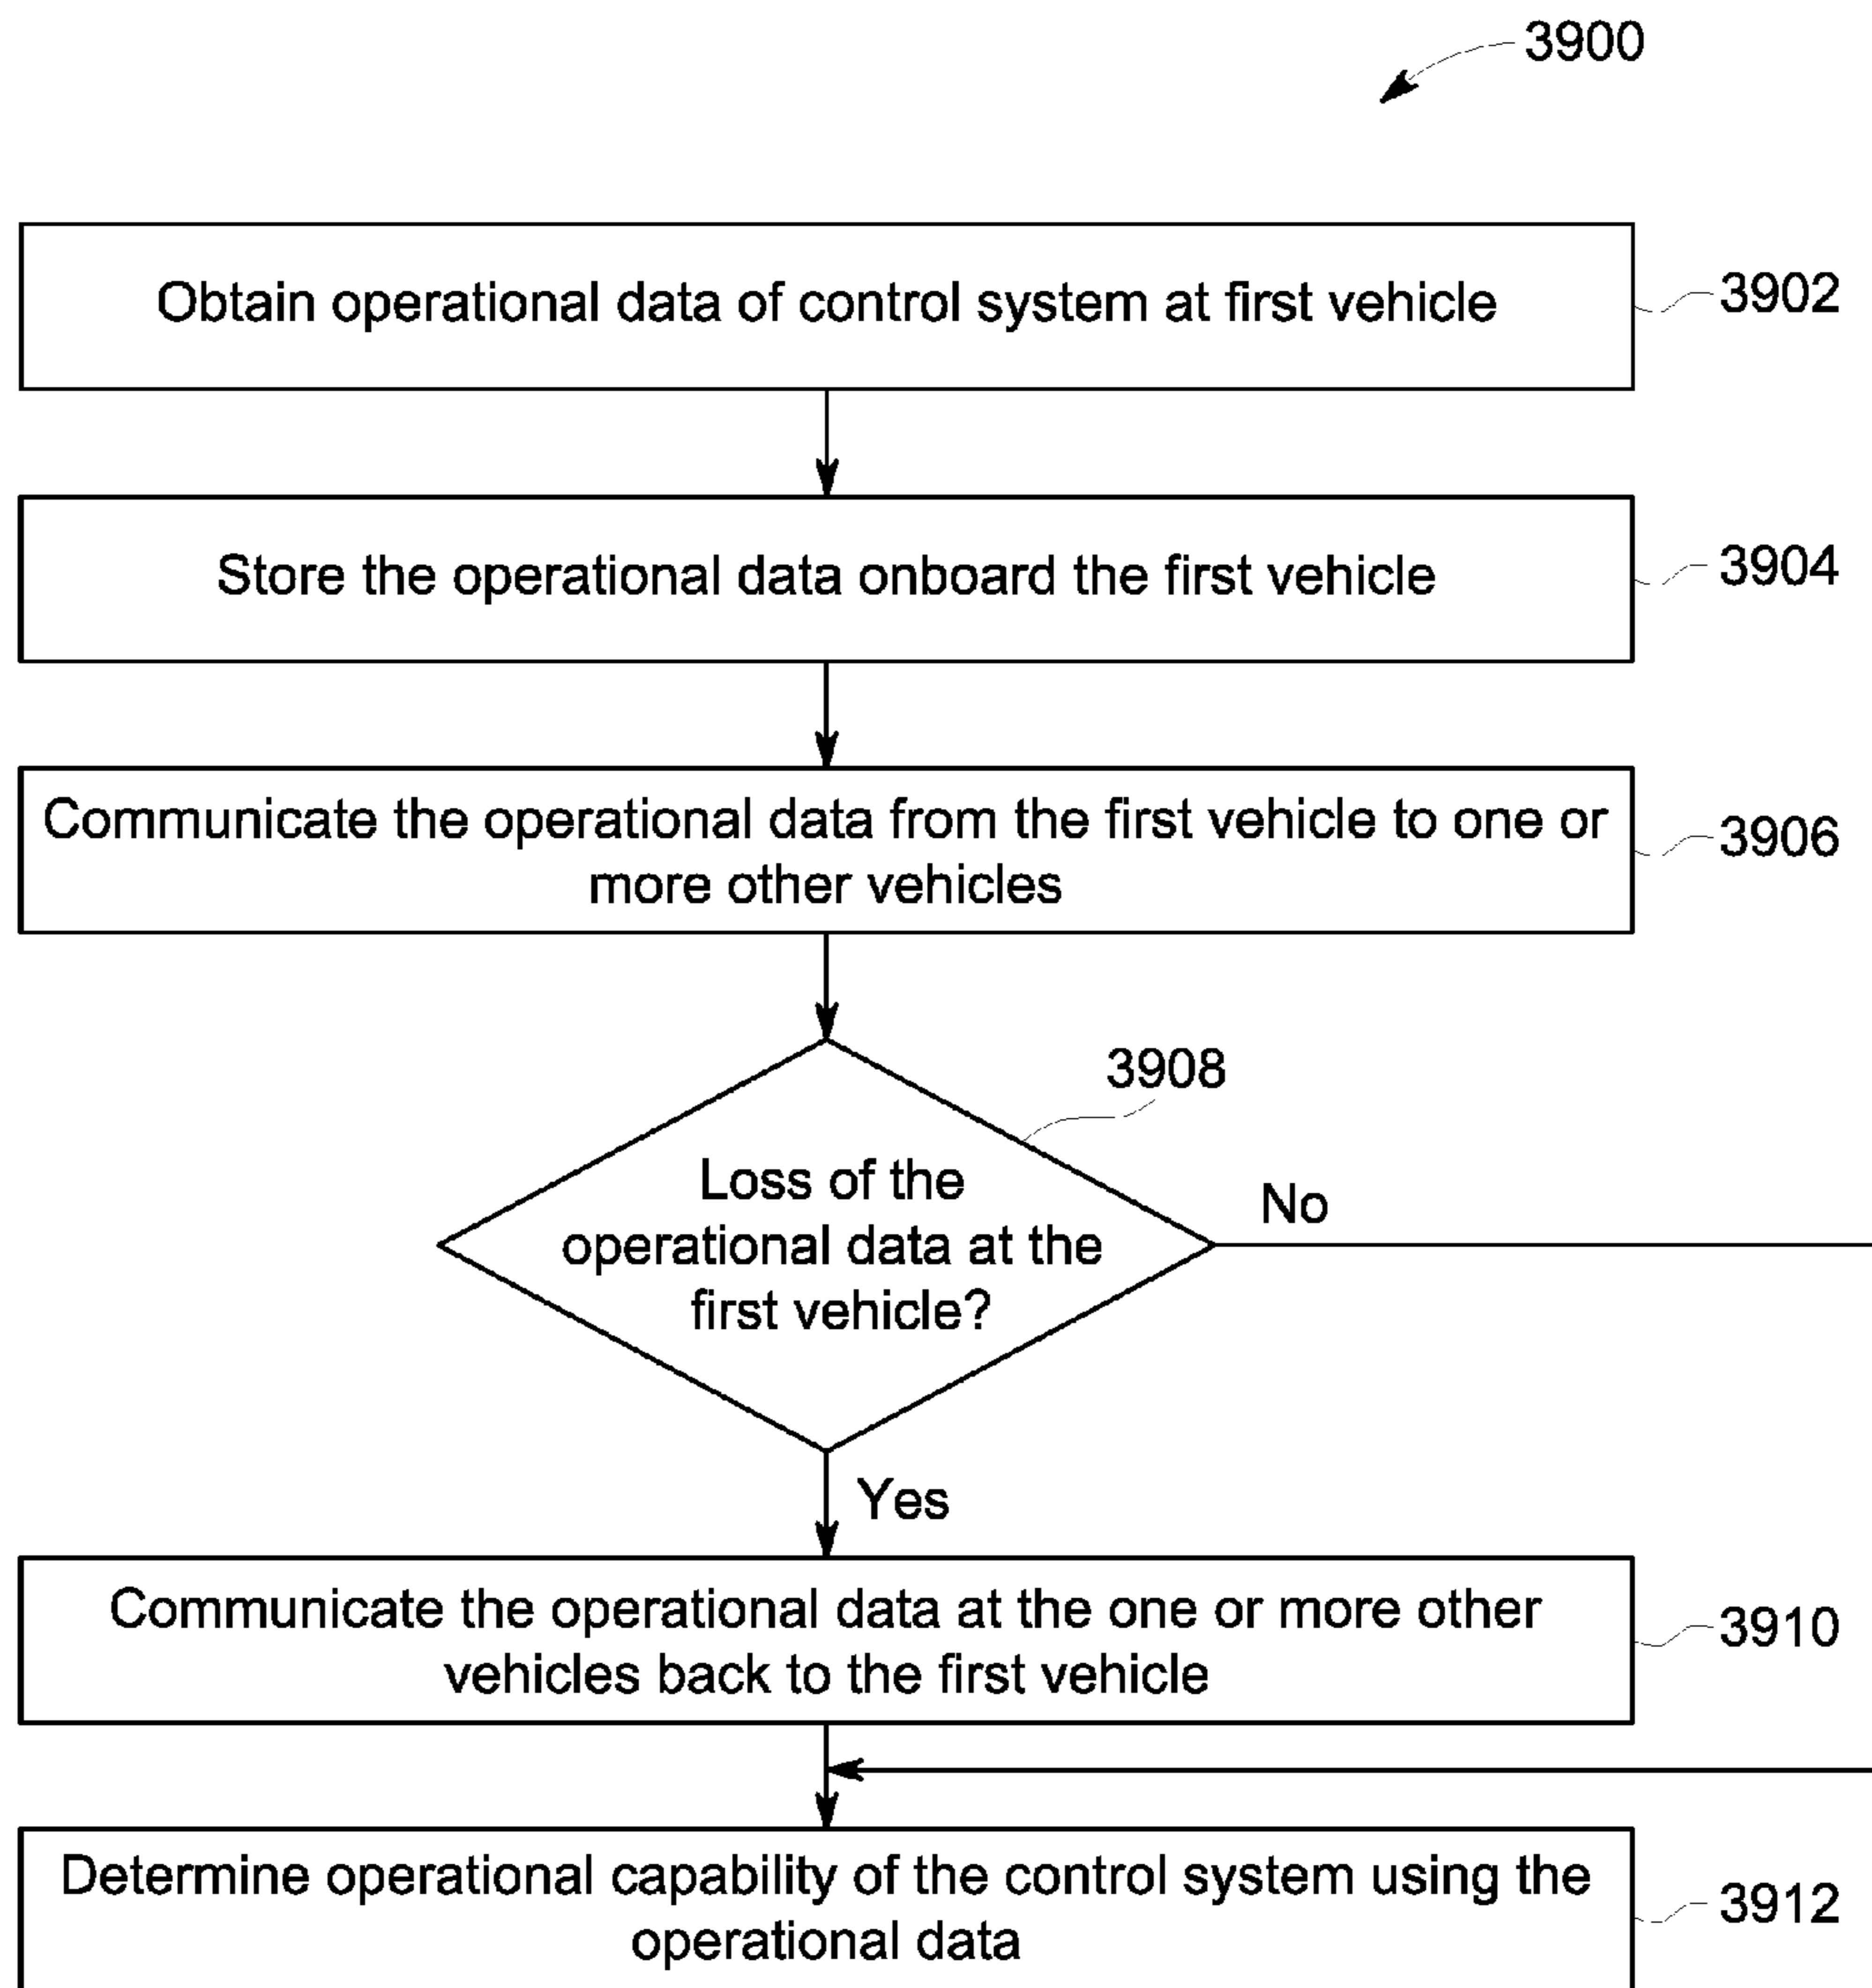 3900
Obtain operational data of control system at first vehicle
3902
Store the operational data onboard the first vehicle
3904
Communicate the operational data from the first vehicle to one or
more other vehicles
3906
3908
Loss of the
operational data at the
first vehicle?
No
Yes
Communicate the operational data at the one or more other
vehicles back to the first vehicle
3910
Determine operational capability of the control system using the
operational data
3912